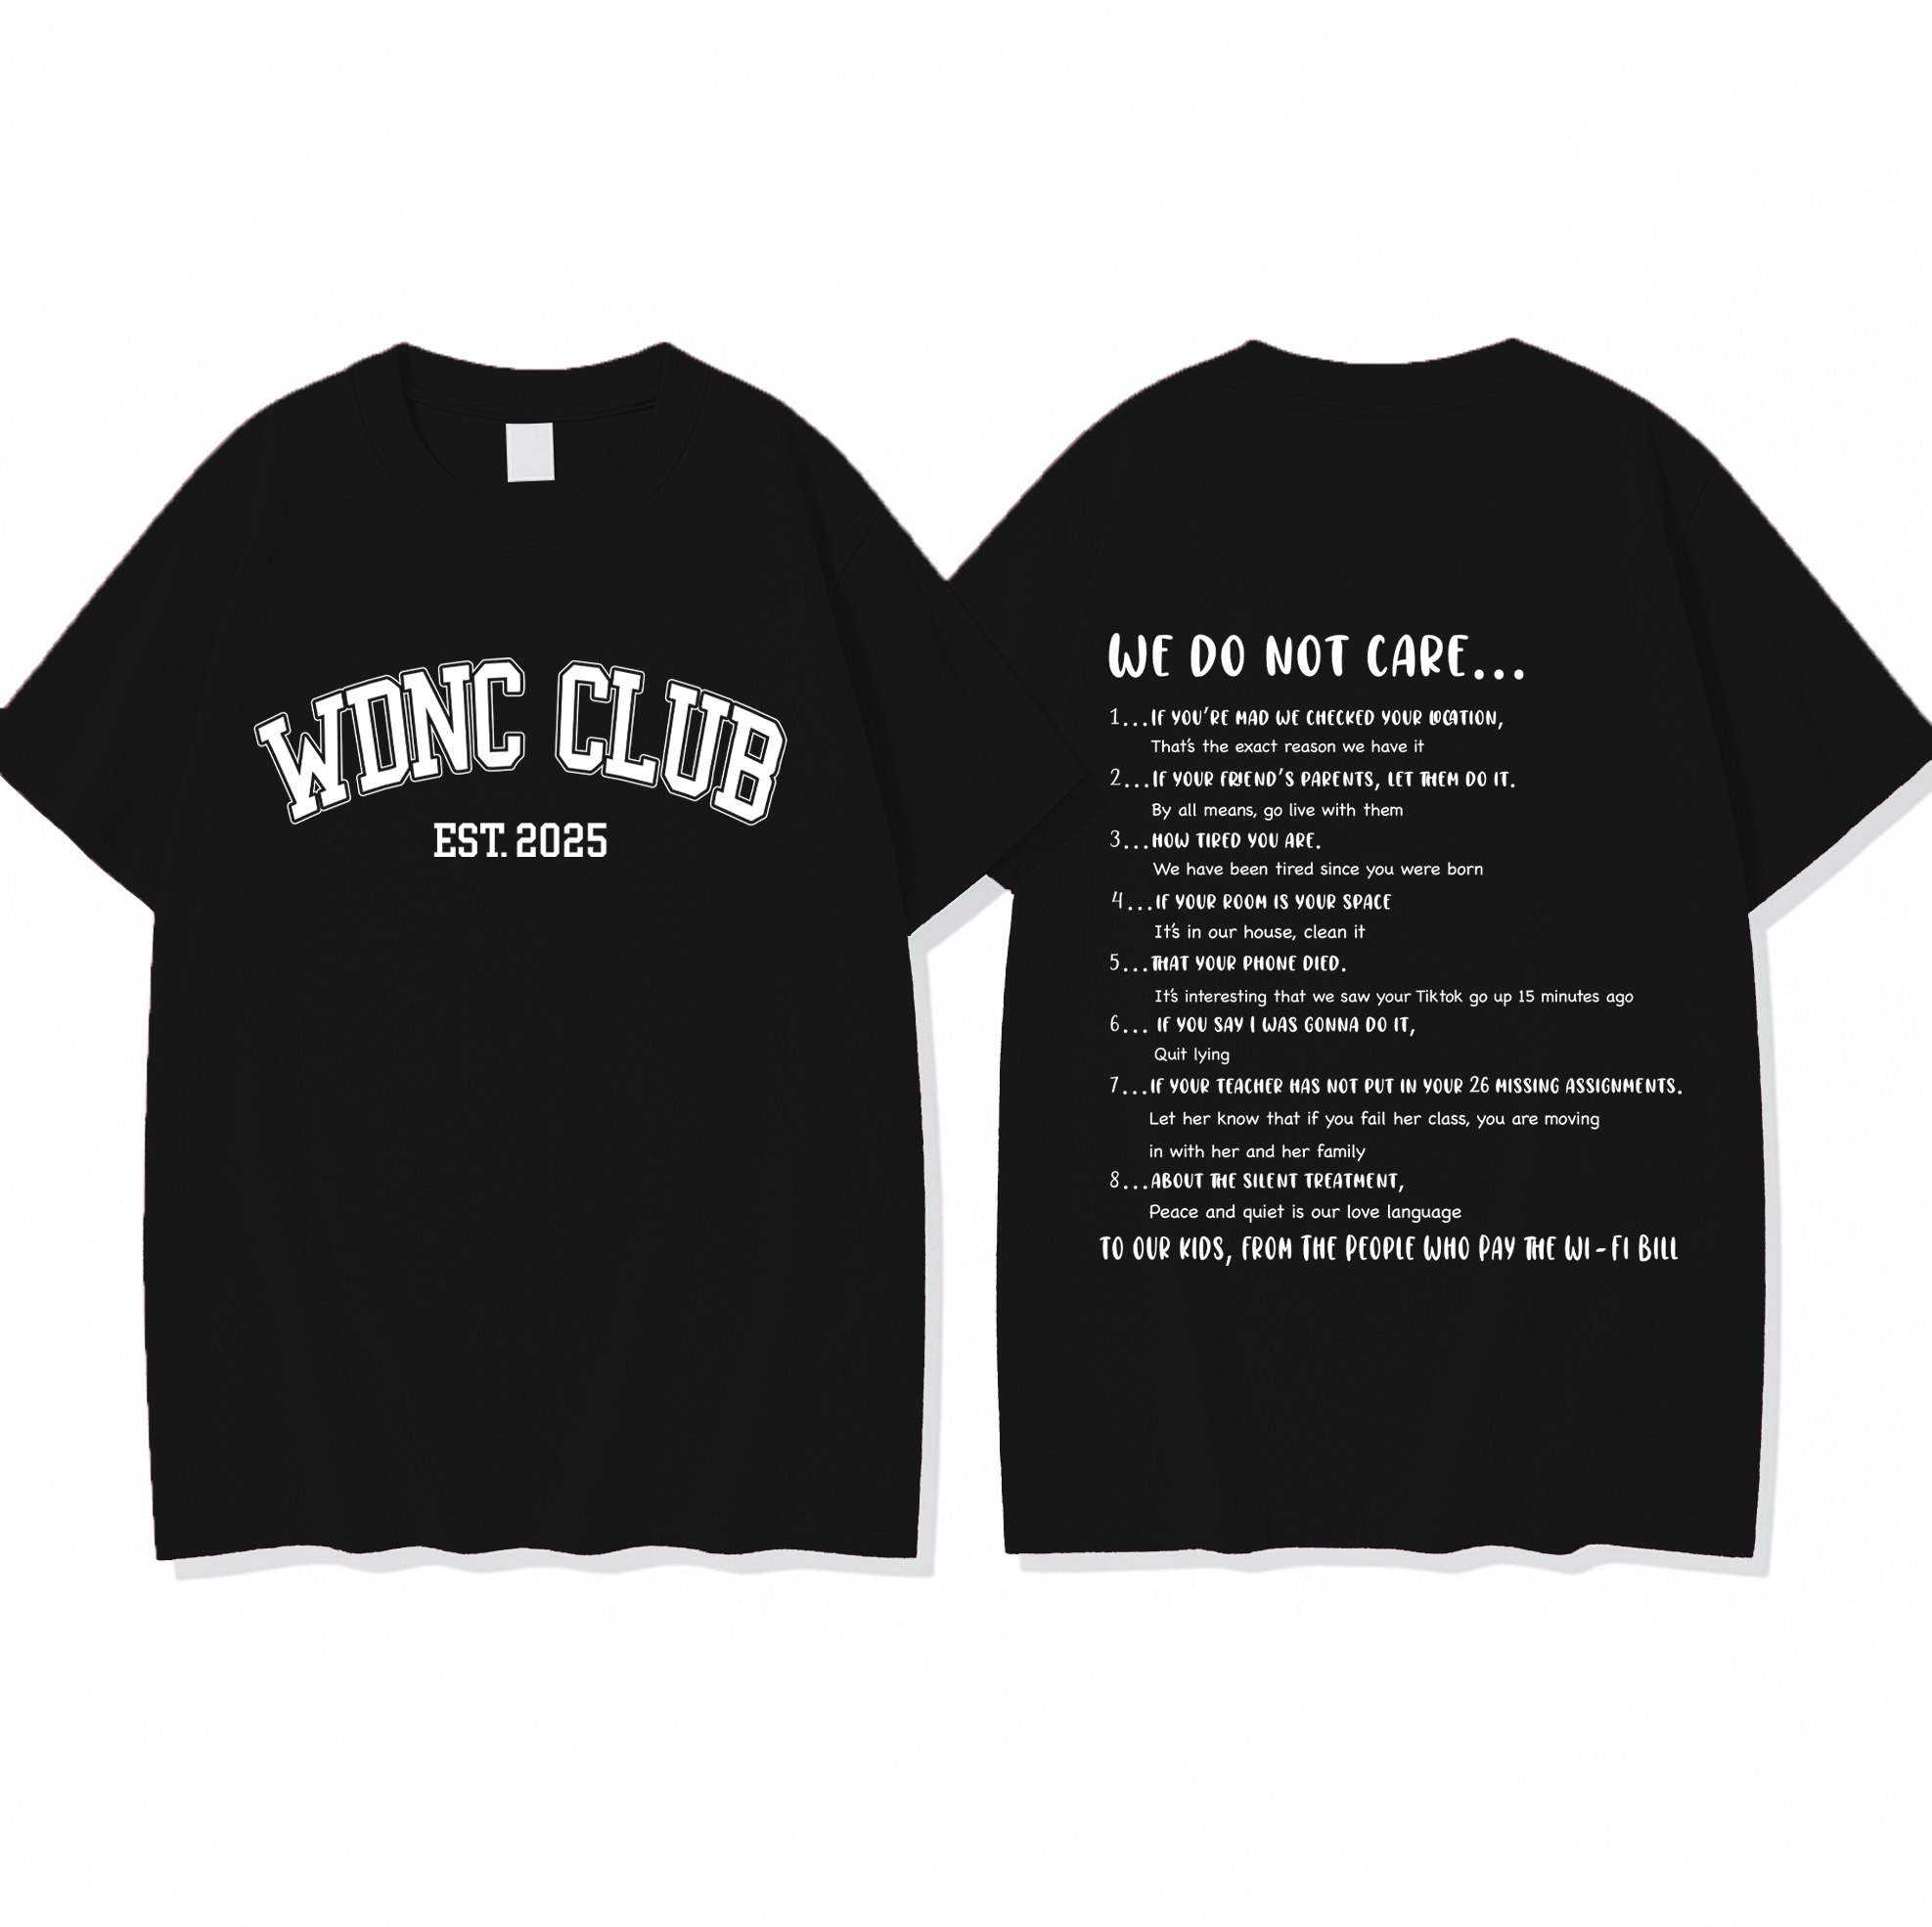 WDNC CLUB
EST. 2025
WE DO NOT CARE...
1...IF YOU'RE MAD WE CHECKED YOUR LOCATION,
That's the exact reason we have it
2...IF YOUR FRIEND'S PARENTS, LET THEM DO IT.
By all means, go live with them
3...HOW TIRED YOU ARE.
We have been tired since you were born
4...IF YOUR ROOM IS YOUR SPACE
It's in our house, clean it
5...THAT YOUR PHONE DIED.
It's interesting that we saw your Tiktok go up 15 minutes ago
6... IF YOU SAY I WAS GONNA DO IT,
Quit lying
7...IF YOUR TEACHER HAS NOT PUT IN YOUR 26 MISSING ASSIGNMENTS.
Let her know that if you fail her class, you are moving
in with her and her family
8...ABOUT THE SILENT TREATMENT,
Peace and quiet is our love language
TO OUR KIDS, FROM THE PEOPLE WHO PAY THE WI-FI BILL